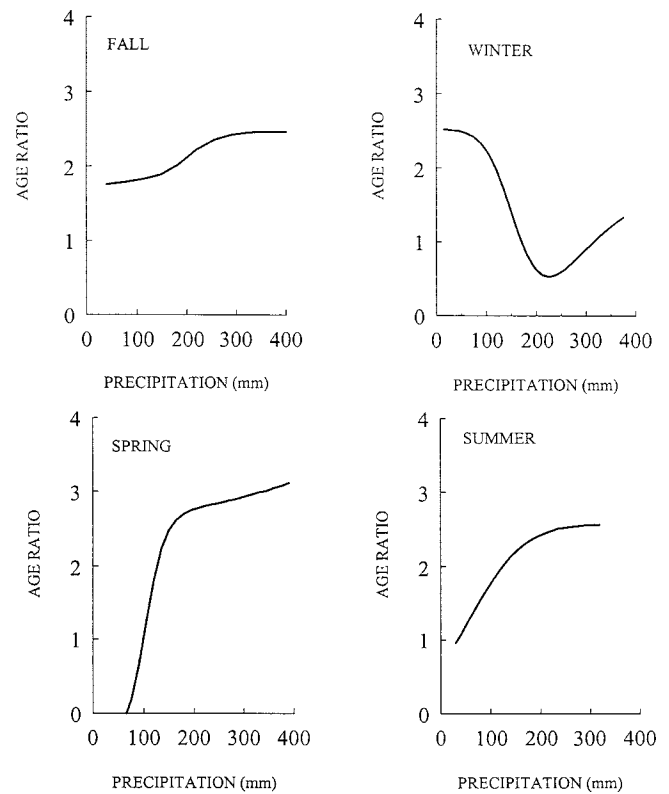 4
FALL
3
AGE RATIO
2
1
0
0 100 200 300 400
PRECIPITATION (mm)
4
WINTER
3
AGE RATIO
2
1
0
0 100 200 300 400
PRECIPITATION (mm)
4
SPRING
3
AGE RATIO
2
1
0
0 100 200 300 400
PRECIPITATION (mm)
4
SUMMER
3
AGE RATIO
2
1
0
0 100 200 300 400
PRECIPITATION (mm)